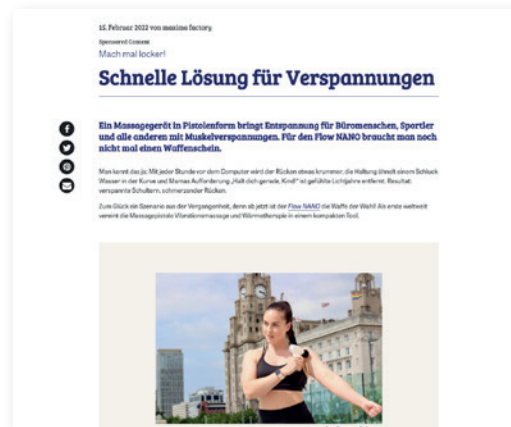 15. Februar 2022 von maximo factory
Sponsored Content
Mach mal locker!
Schnelle Lösung für Verspannungen
Ein Massagegerät in Pistolenform bringt Entspannung für Büromenschen, Sportler
und alle anderen mit Muskelverspannungen. Für den Flow NANO braucht man noch
nicht mal einen Waffenschein.
Man kennt das ja: Mit jeder Stunde vor dem Computer wird der Rücken etwas krummer, die Haltung ähnelt einem Schluck
Wasser in der Kurve und Mamas Aufforderung „Halt dich gerade, Kind!“ ist gefühlte Lichtjahre entfernt. Resultat:
verspannte Schultern, schmerzender Rücken.
Zum Glück ein Szenario aus der Vergangenheit, denn ab jetzt ist der Flow NANO die Waffe der Wahl! Als erste weltweit
vereint die Massagepistole Vibrationsmassage und Wärmetherapie in einem kompakten Tool.